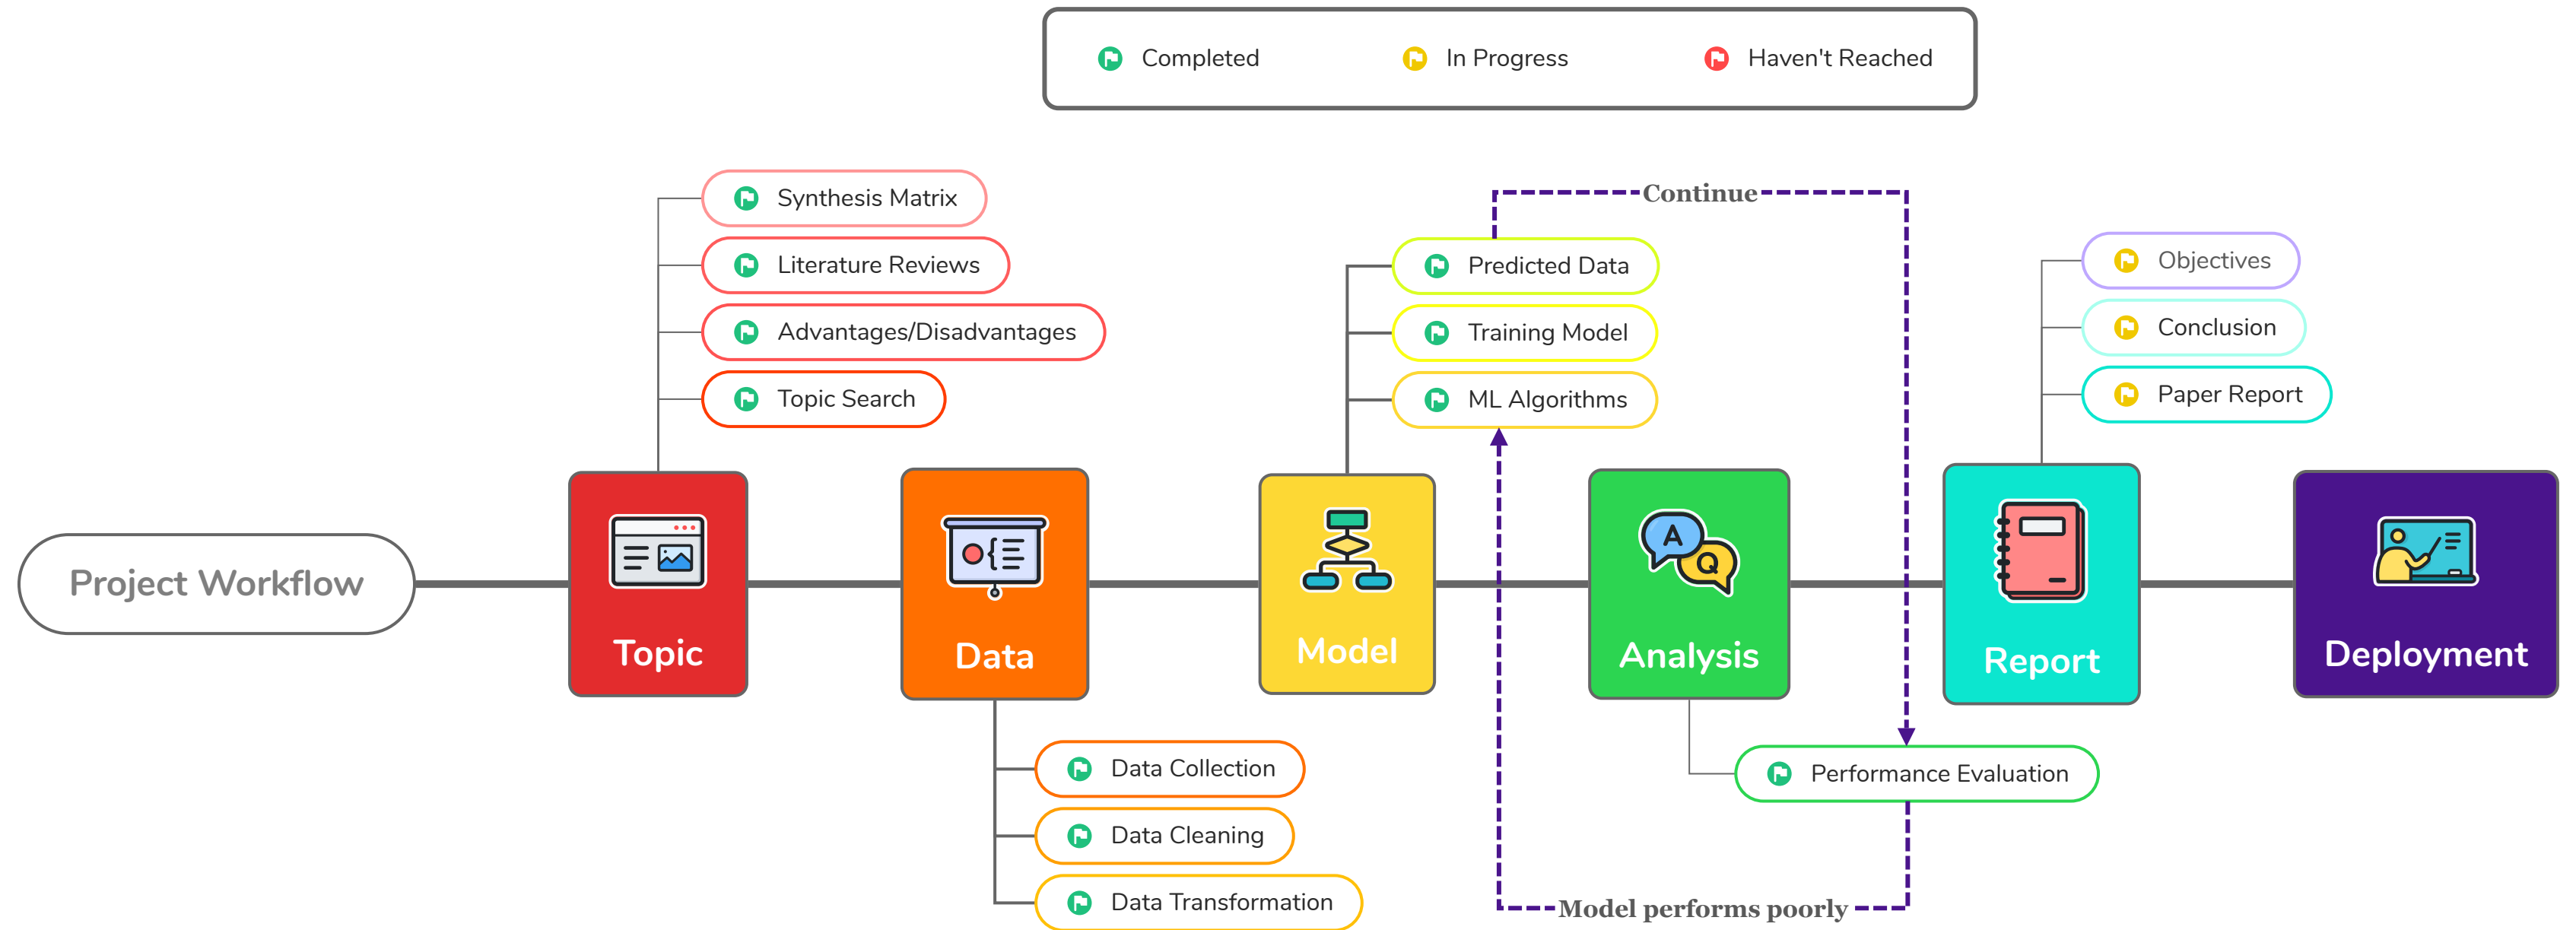 Completed
In Progress
Haven't Reached
Synthesis Matrix
Literature Reviews
Advantages/Disadvantages
Topic Search
Continue
Predicted Data
Training Model
ML Algorithms
Objectives
Conclusion
Paper Report
Project Workflow
Topic
Data
Model
A
Q
Analysis
Report
Deployment
Data Collection
Data Cleaning
Data Transformation
Performance Evaluation
Model performs poorly